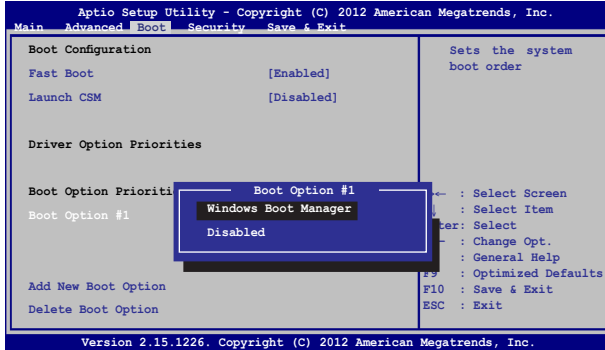 Aptio Setup Utility - Copyright (C) 2012 American Megatrends, Inc.
Main Advanced Boot Security Save & Exit
Boot Configuration
Fast Boot [Enabled]
Launch CSM [Disabled]
Driver Option Priorities
Boot Option Prioriti
Boot Option #1
Add New Boot Option
Delete Boot Option
Boot Option #1
Windows Boot Manager
Disabled
Sets the system
boot order
←  : Select Screen
: Select Item
ter: Select
— : Change Opt.
: General Help
F9 : Optimized Defaults
F10 : Save & Exit
ESC : Exit
Version 2.15.1226. Copyright (C) 2012 American Megatrends, Inc.